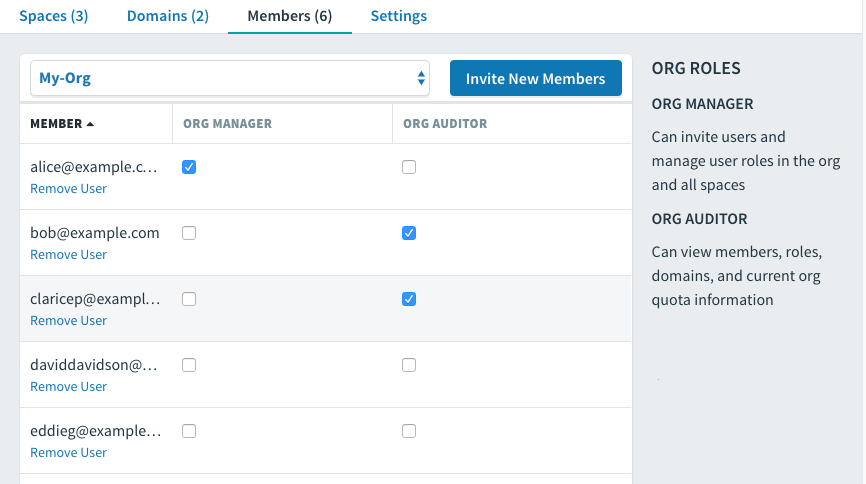 Spaces (3) Domains (2) Members (6) Settings
My-Org Invite New Members
MEMBER ORG MANAGER ORG AUDITOR
alice@example.c...
Remove User
bob@example.com
Remove User
claricep@exampl...
Remove User
daviddavidson@...
Remove User
eddieg@example...
Remove User
ORG ROLES
ORG MANAGER
Can invite users and
manage user roles in the org
and all spaces
ORG AUDITOR
Can view members, roles,
domains, and current org
quota information